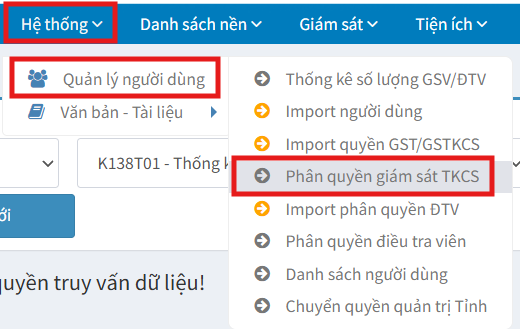 Hệ thống Danh sách nền Giám sát Tiện ích
Quản lý người dùng
Văn bản - Tài liệu
Thống kê số lượng GSV/ĐTV
Import người dùng
Import quyền GST/GSTKCS
Phân quyền giám sát TKCS
Import phân quyền ĐTV
Phân quyền điều tra viên
Danh sách người dùng
Chuyển quyền quản trị Tỉnh
K138T01 - Thống k
ới
quyền truy vấn dữ liệu!